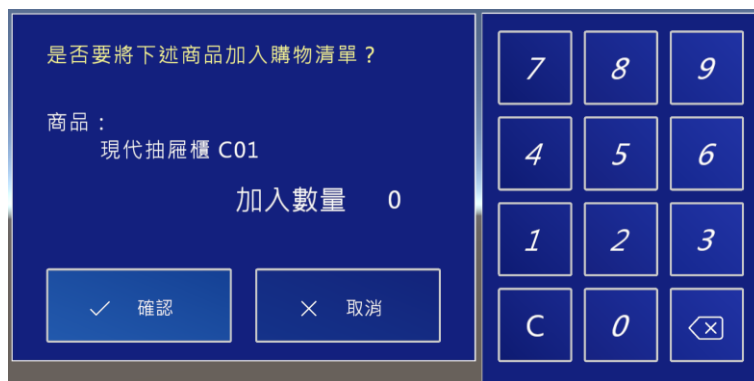 是否要將下述商品加入購物清單？
商品：
現代抽屜櫃 C01
加入數量 0
確認 取消
7 8 9
4 5 6
1 2 3
C 0